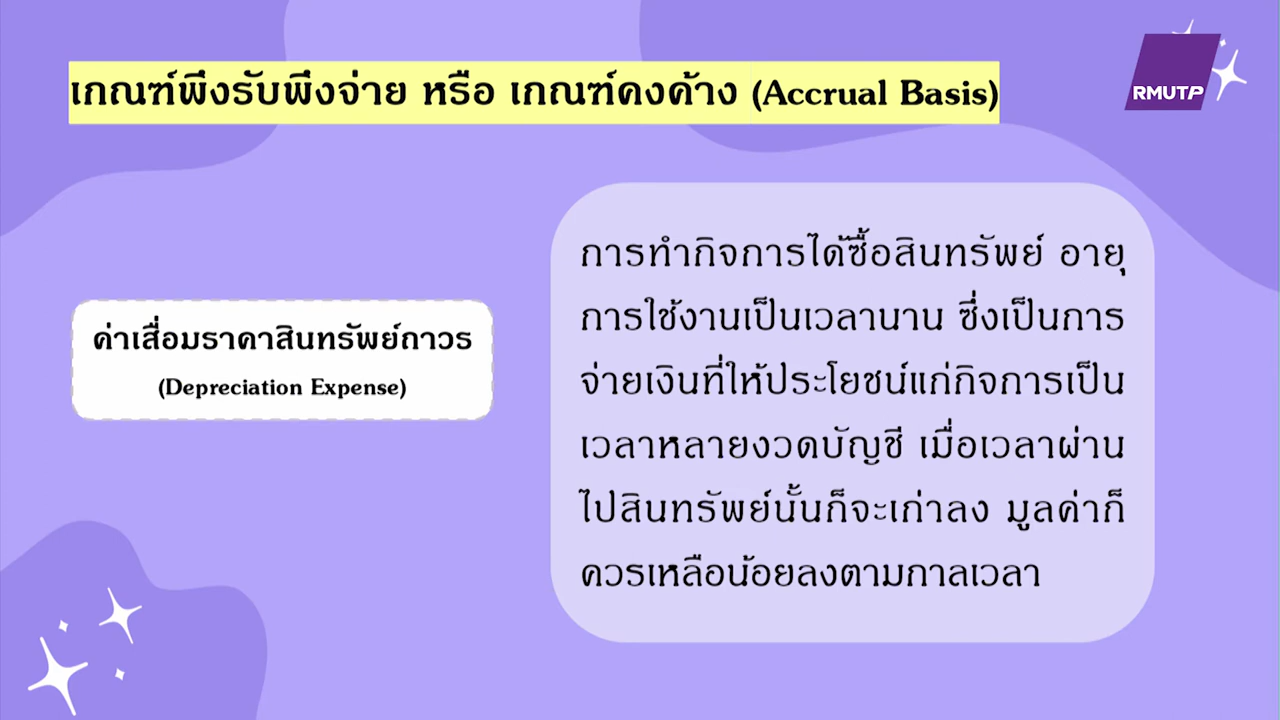 เกณฑ์พึงรับพึงจ่าย หรือ เกณฑ์คงค้าง (Accrual Basis)
RMUTP
ค่าเสื่อมราคาสินทรัพย์ถาวร
(Depreciation Expense)
การทำกิจการได้ซื้อสินทรัพย์ อายุ
การใช้งานเป็นเวลานาน ซึ่งเป็นการ
จ่ายเงินที่ให้ประโยชน์แก่กิจการเป็น
เวลาหลายงวดบัญชี เมื่อเวลาผ่าน
ไปสินทรัพย์นั้นก็จะเก่าลง มูลค่าก็
ควรเหลือน้อยลงตามกาลเวลา